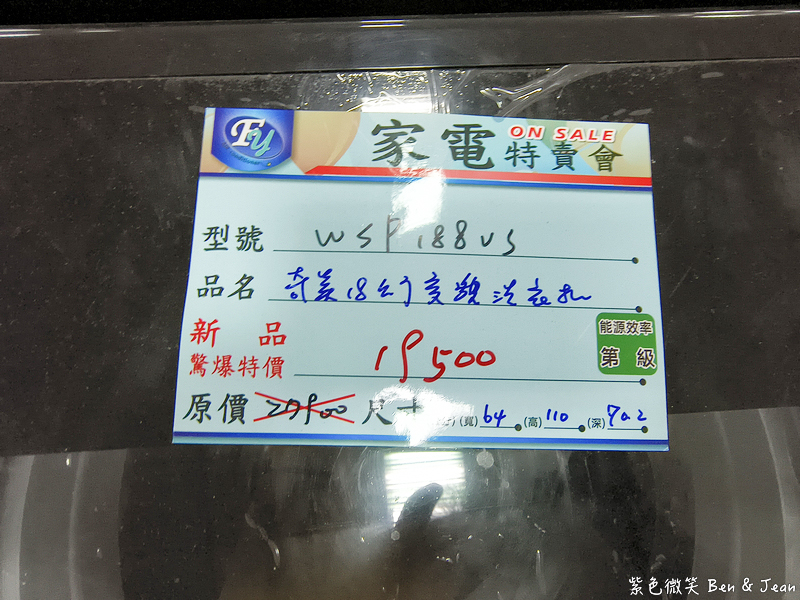 Fy
家電 ON SALE 特賣會
型號 WSP188VS
品名 奇美18公斤變頻洗衣機
新品
驚爆特價 19500
能源效率
第 級
原價 27900 尺寸 (寬) 64 (高) 110 (深) 70.2
紫色微笑 Ben & Jean